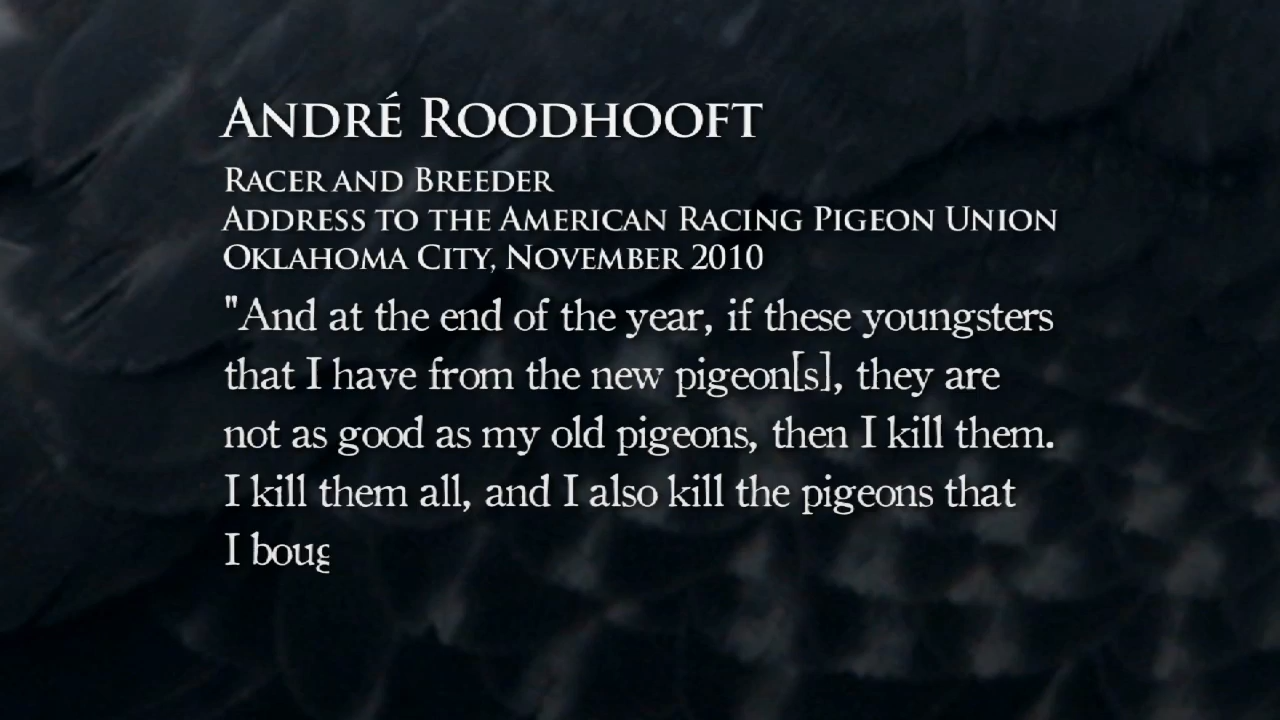 ANDRÉ ROODHOOFT
RACER AND BREEDER
ADDRESS TO THE AMERICAN RACING PIGEON UNION
OKLAHOMA CITY, NOVEMBER 2010
"And at the end of the year, if these youngsters
that I have from the new pigeon[s], they are
not as good as my old pigeons, then I kill them.
I kill them all, and I also kill the pigeons that
I boug